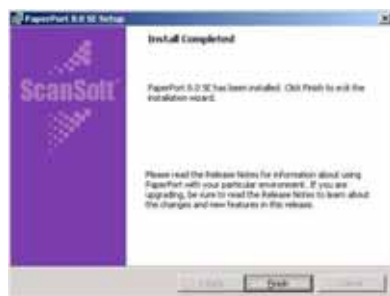 PaperPort 8.0 SE Setup
Install Completed
ScanSoft
PaperPort 8.0 SE has been installed. Click Finish to exit the
installation wizard.
Please read the Release Notes for information about using
PaperPort with your particular environment. If you are
upgrading, be sure to read the Release Notes to learn about
the changes and new features in this release.
< Back
Finish
Cancel